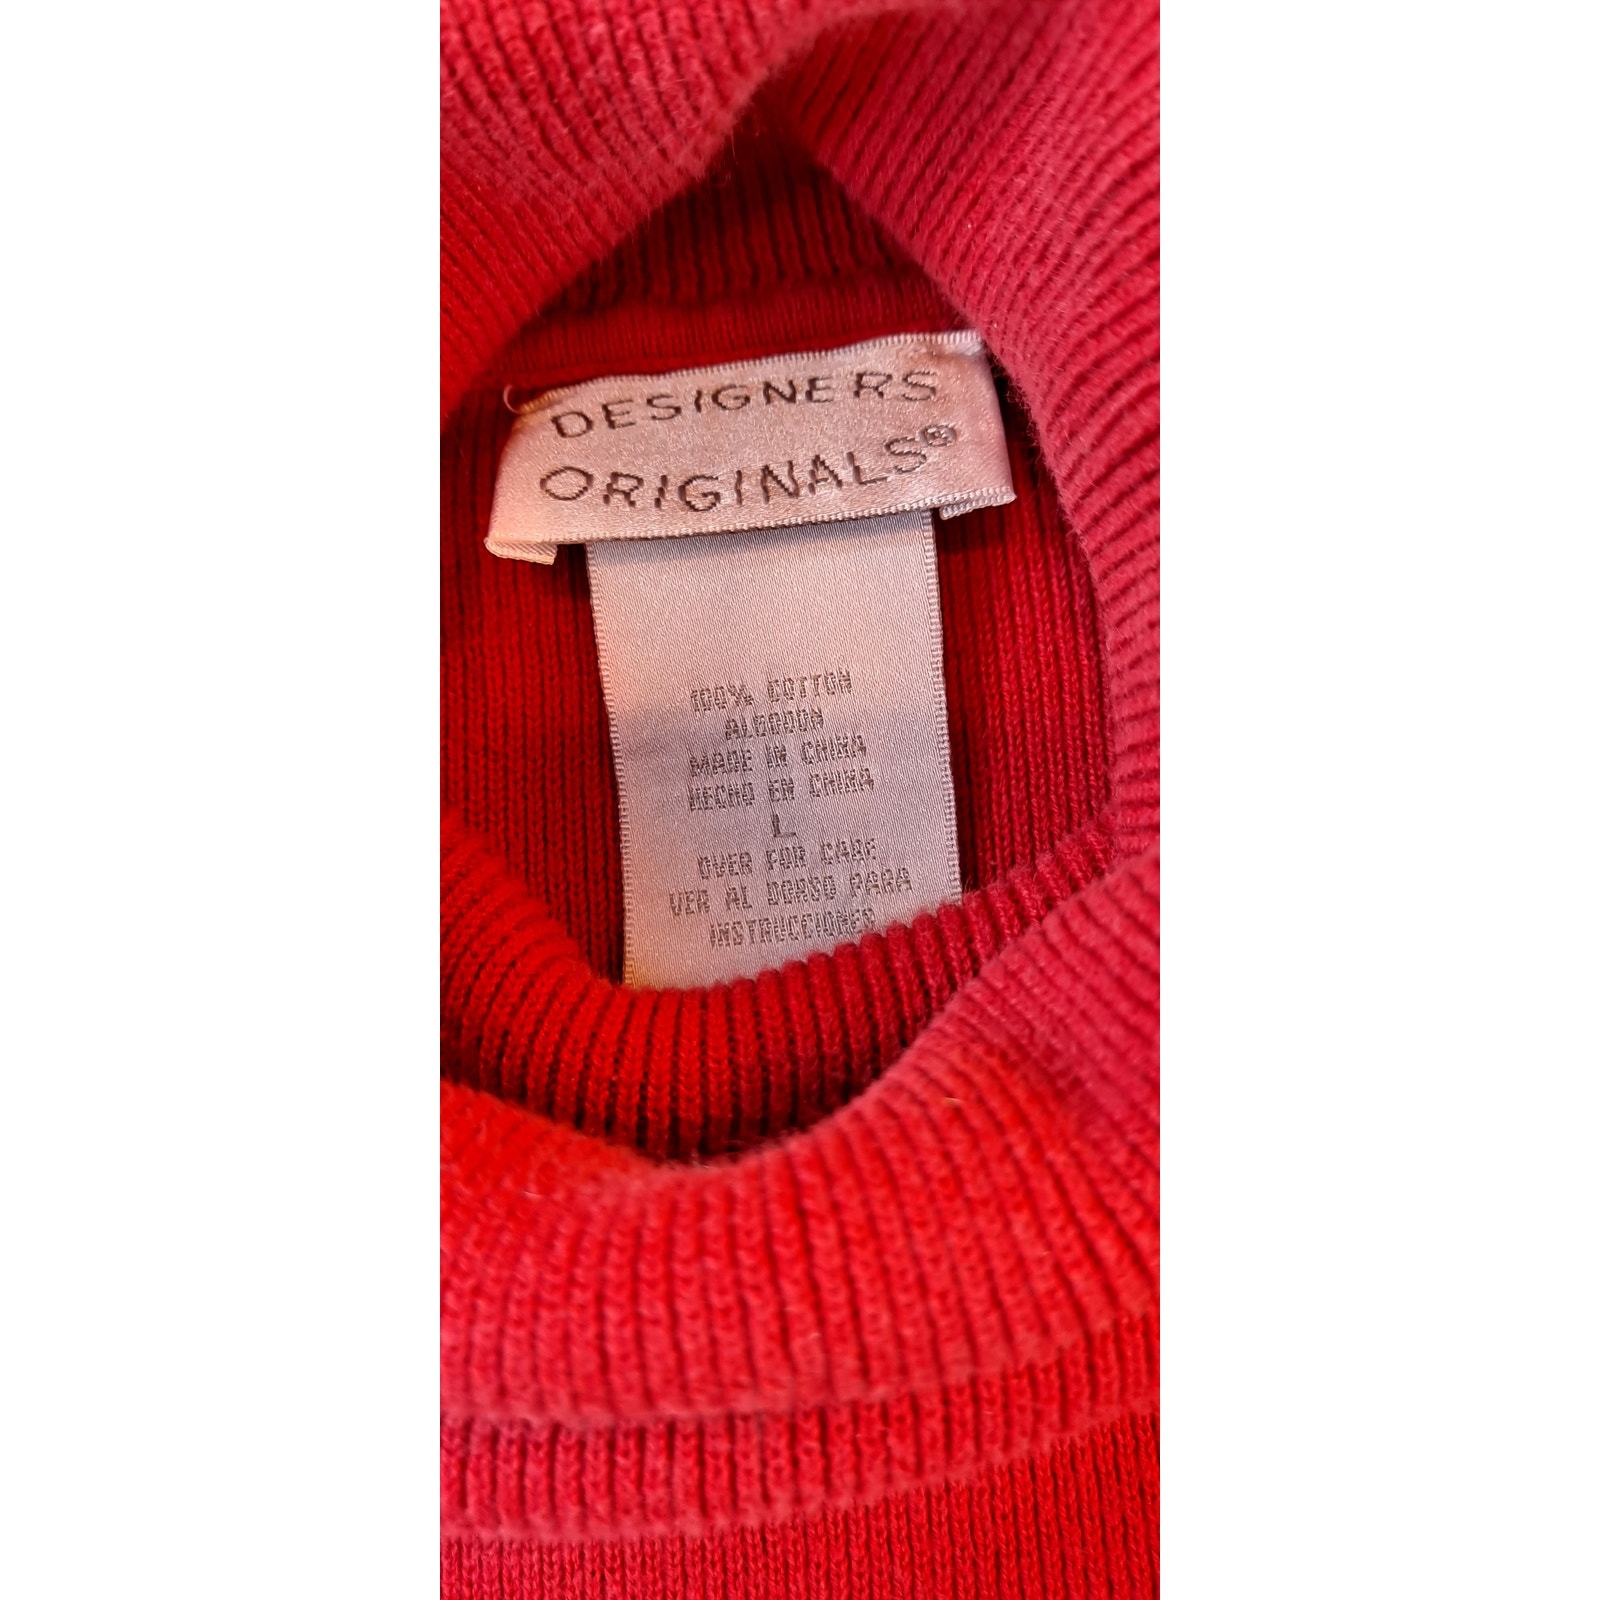 DESIGNERS
ORIGINALS®
100% COTTON
ALGODON
MADE IN CHINA
HECHO EN CHINA
L
OVER FOR CARE
VER AL DORSO PARA
INSTRUCCIONES